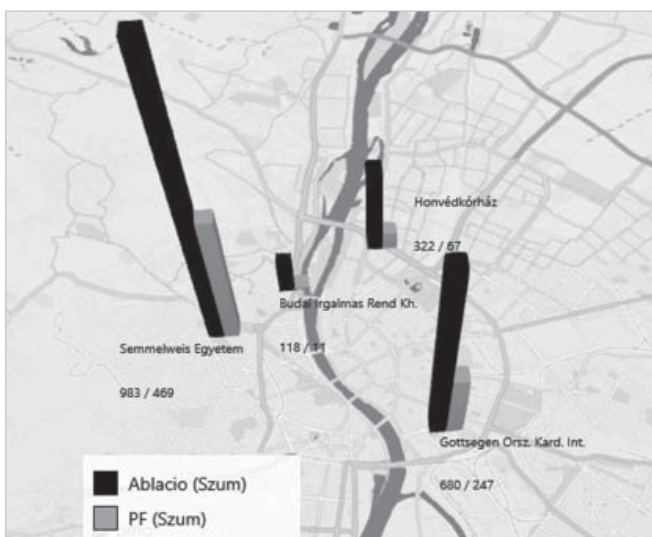 Honvédkórház
322 / 67
Budai Irgalmas Rend Kh.
118 / 11
Semmelweis Egyetem
983 / 469
Gottsegen Orsz. Kard. Int.
680 / 247
Ablacio (Szum)
PF (Szum)